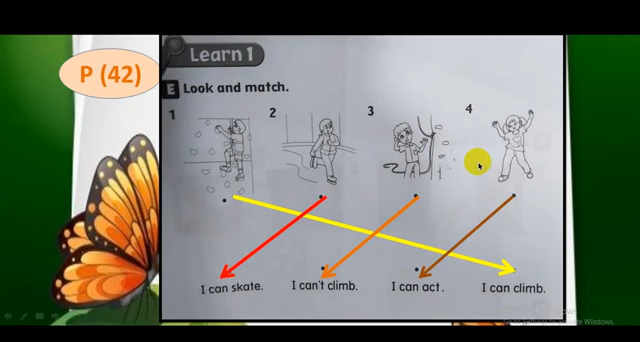 P (42)
Learn 1
E Look and match.
1
2
3
4
I can skate.
I can't climb.
I can act.
I can climb.